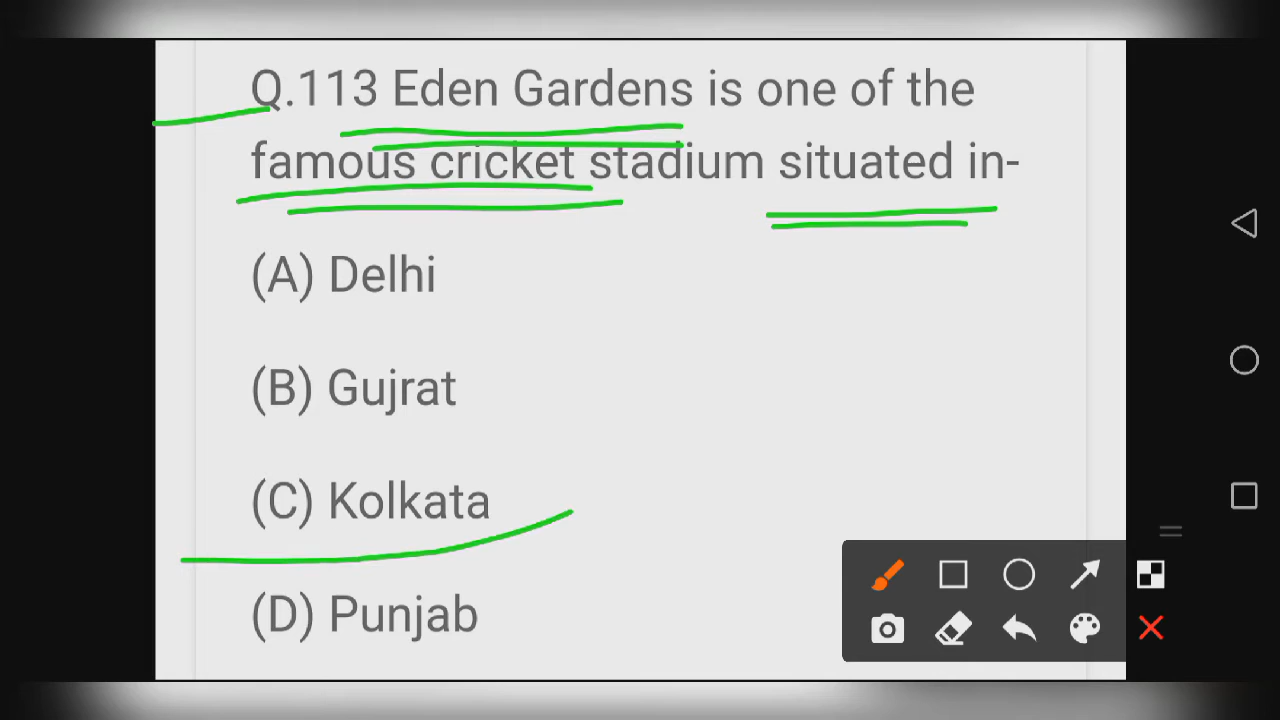 Q.113 Eden Gardens is one of the
famous cricket stadium situated in-
(A) Delhi
(B) Gujrat
(C) Kolkata
(D) Punjab